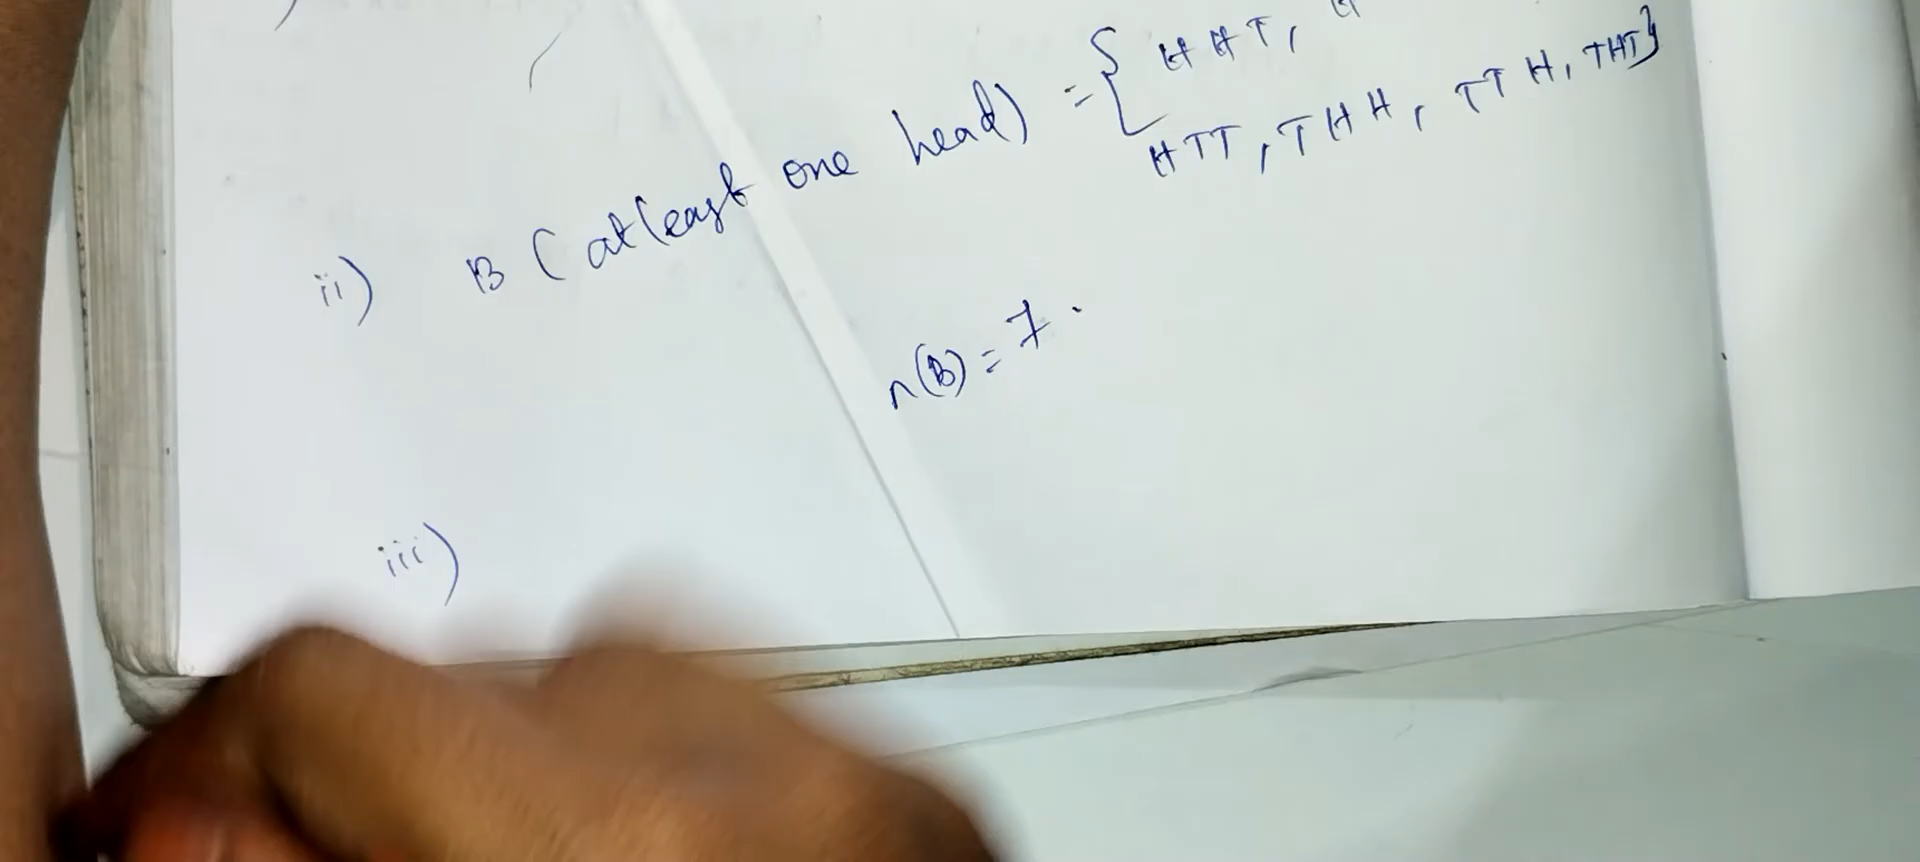 { HHT, H
ii) B (atleast one head) = HTT, THH, TTH, THT}
n(B) = 7.
iii)